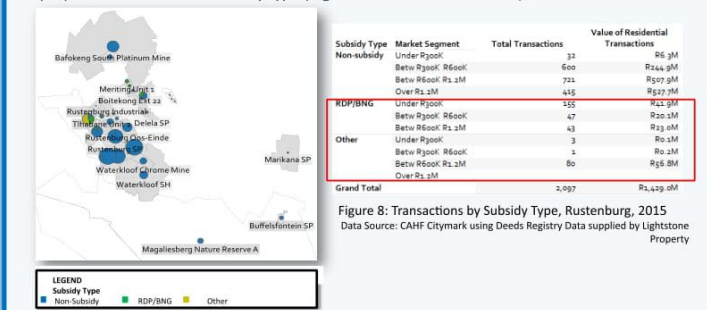 Bafokeng South Platinum Mine
Meriting Unit 1
Boitekong Ext 22
Rustenburg Industrial
Tlhabane Unit 2 Delela SP
Rustenburg Oos-Einde
Rustenburg SP
Waterkloof Chrome Mine
Waterkloof SH
Marikana SP
Buffelsfontein SP
Magaliesberg Nature Reserve A
LEGEND
Subsidy Type
Non-Subsidy RDP/BNG Other
Subsidy Type Market Segment Total Transactions Value of Residential Transactions
Non-subsidy Under R300K 32 R6.3M
Betw R300K R600K 600 R244.9M
Betw R600K R1.2M 721 R507.9M
Over R1.2M 415 R527.7M
RDP/BNG Under R300K 155 R41.9M
Betw R300K R600K 47 R20.1M
Betw R600K R1.2M 43 R23.0M
Other Under R300K 3 R0.1M
Betw R300K R600K 1 R0.2M
Betw R600K R1.2M 80 R56.8M
Over R1.2M
Grand Total 2,097 R1,429.0M
Figure 8: Transactions by Subsidy Type, Rustenburg, 2015
Data Source: CAHF Citymark using Deeds Registry Data supplied by Lightstone
Property